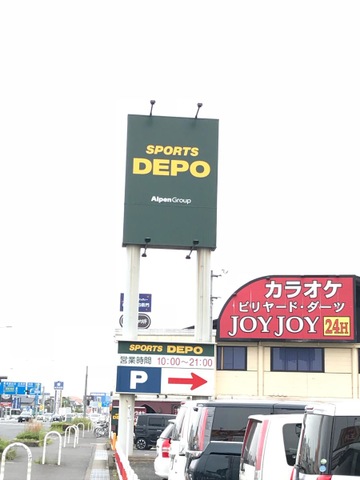 SPORTS
DEPO
Alpen Group
カラオケ
ビリヤード・ダーツ
JOYJOY 24H
SPORTS DEPO
営業時間 10:00〜21:00
P